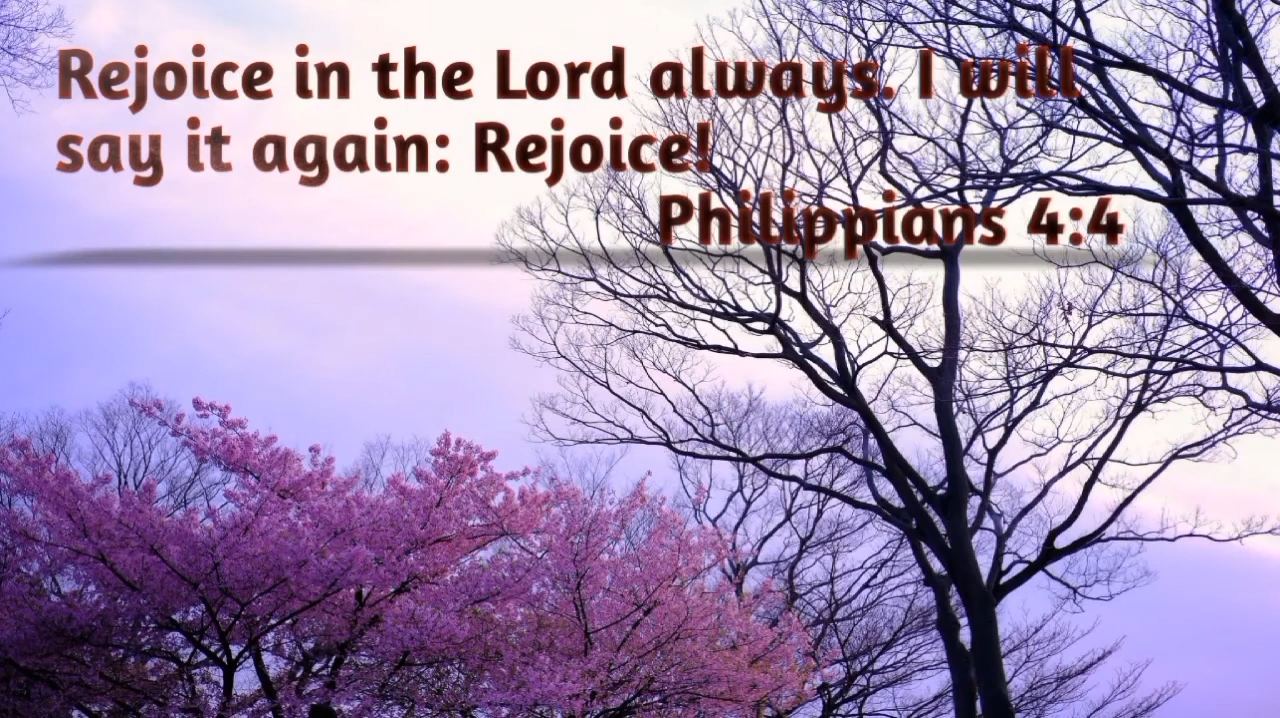 Rejoice in the Lord always. I will
say it again: Rejoice!
Philippians 4:4